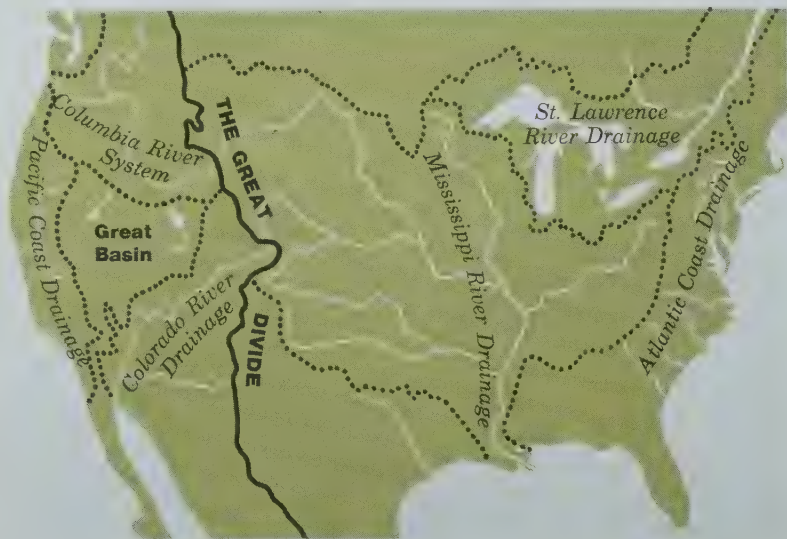 Columbia River
System
Pacific Coast Drainage
Great
Basin
Colorado River
Drainage
THE GREAT
DIVIDE
Mississippi River Drainage
St. Lawrence
River Drainage
Atlantic Coast Drainage